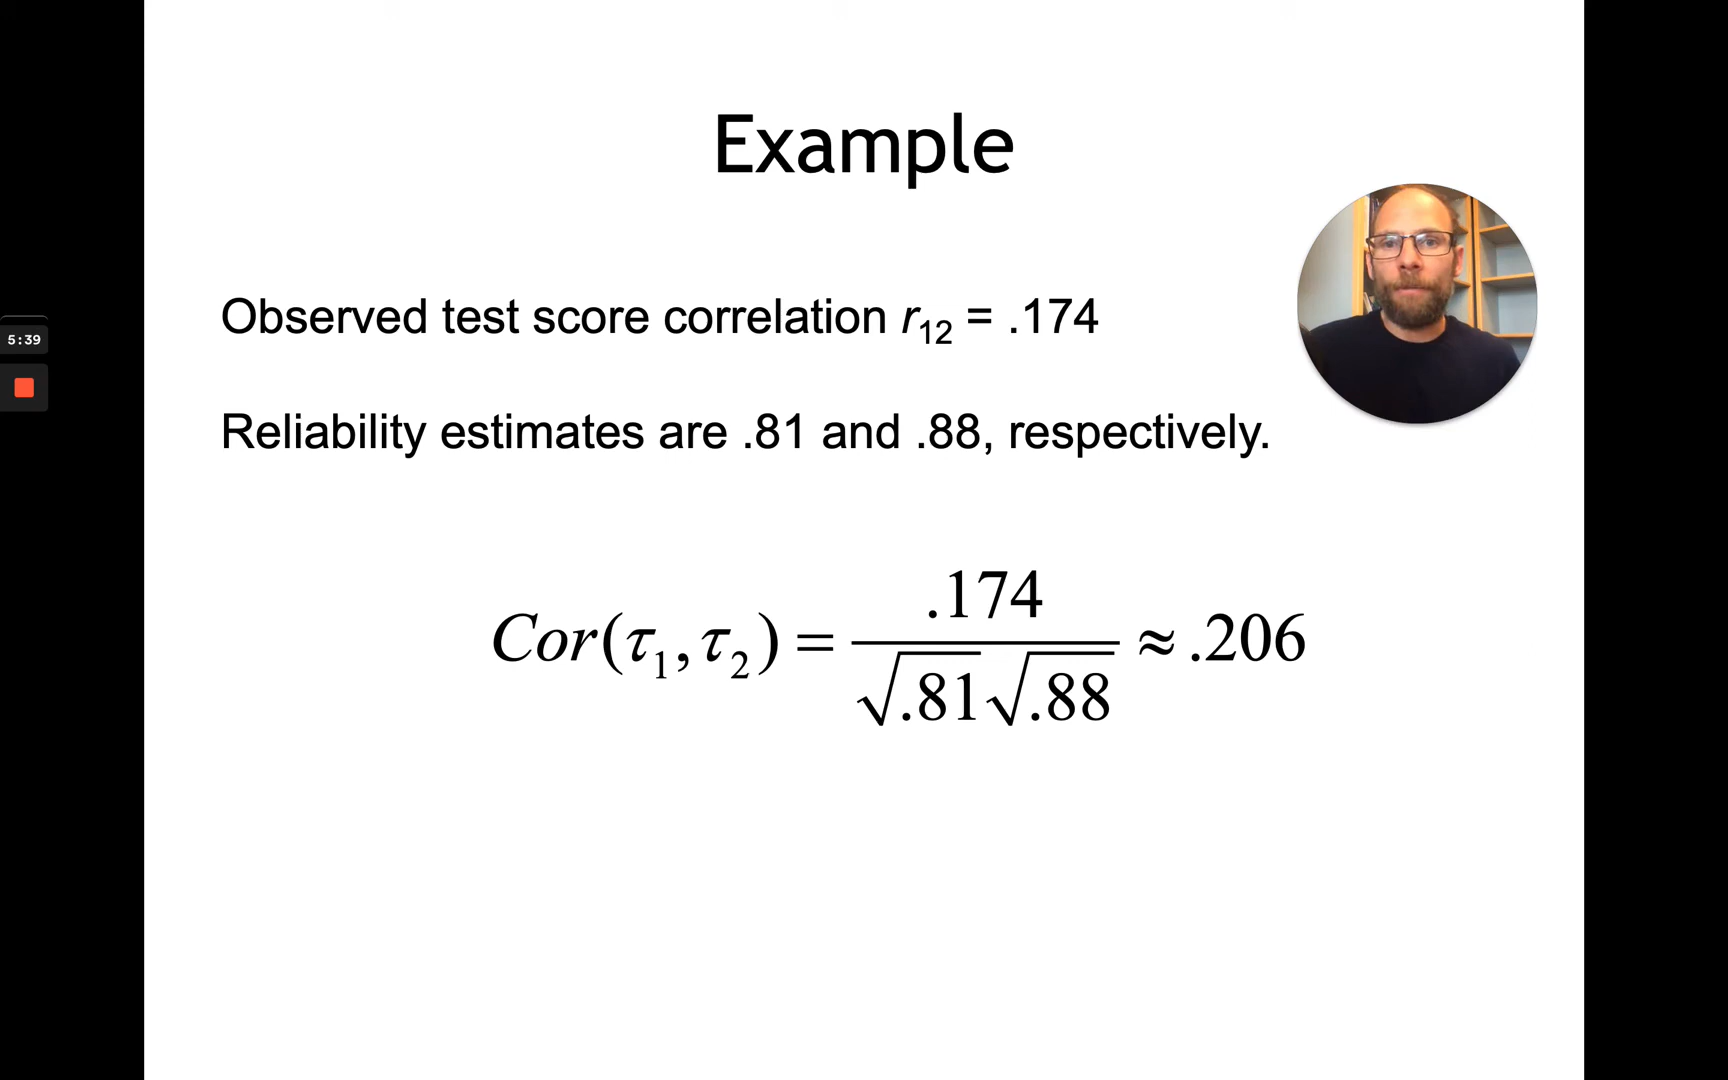 Example
Observed test score correlation r₁₂ = .174
5:39
Reliability estimates are .81 and .88, respectively.
Cor(τ₁,τ₂) = .174 / √.81√.88 ≈ .206